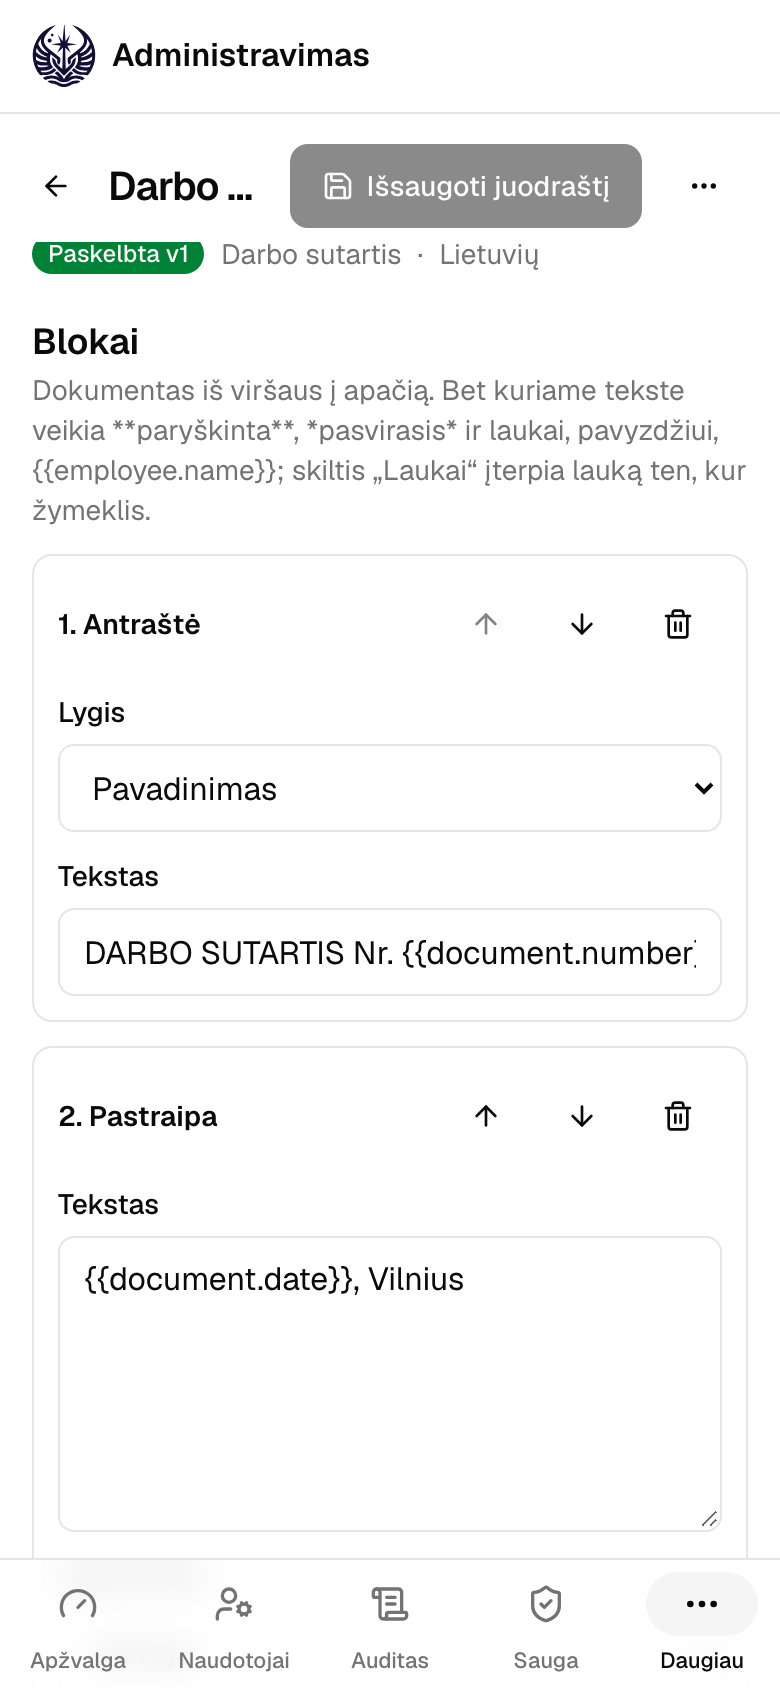 Administravimas
Darbo ...
Išsaugoti juodraštį
Paskelbta v1 Darbo sutartis · Lietuvių
Blokai
Dokumentas iš viršaus į apačią. Bet kuriame tekste
veikia **paryškinta**, *pasvirasis* ir laukai, pavyzdžiui,
{{employee.name}}; skiltis „Laukai“ įterpia lauką ten, kur
žymeklis.
1. Antraštė
Lygis
Pavadinimas
Tekstas
DARBO SUTARTIS Nr. {{document.number}
2. Pastraipa
Tekstas
{{document.date}}, Vilnius
Apžvalga Naudotojai Auditas Sauga Daugiau